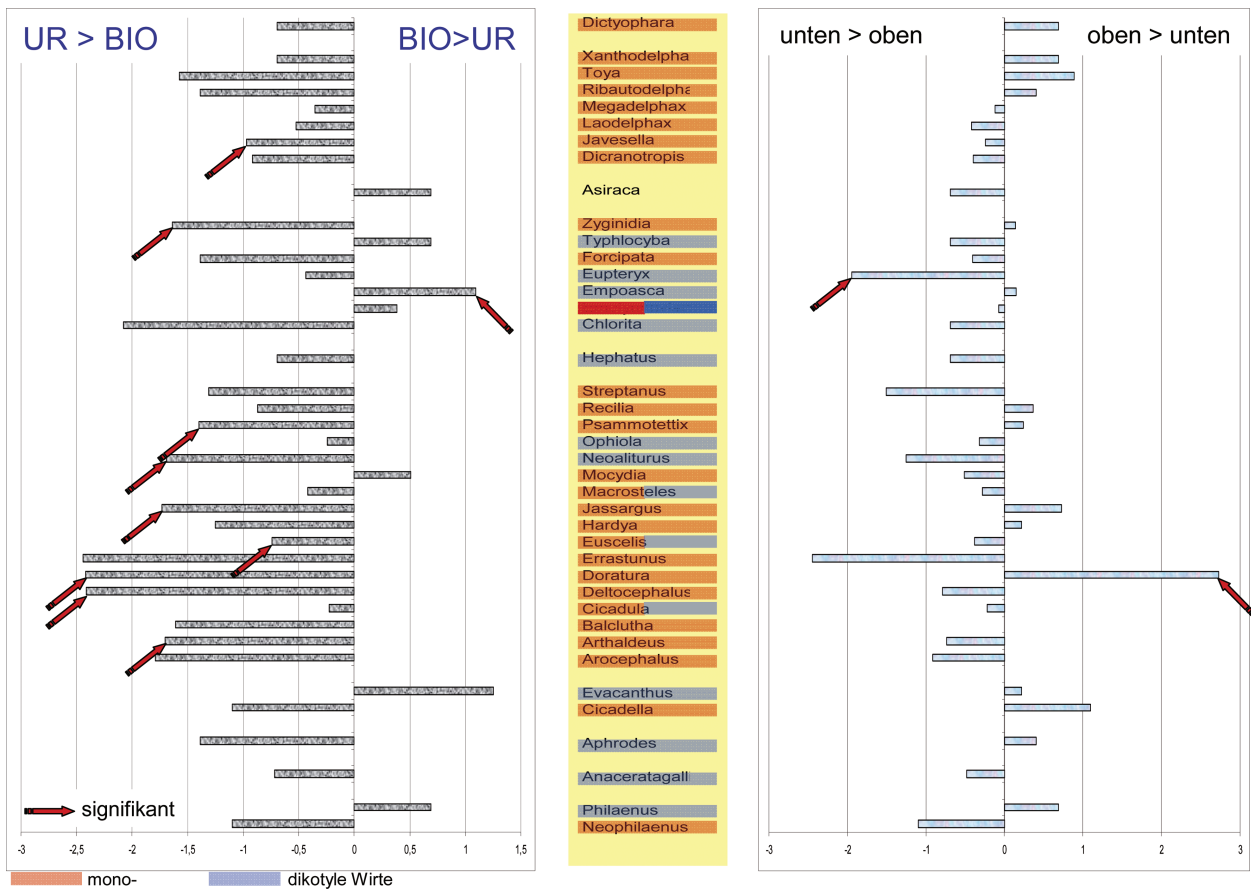 UR > BIO
BIO>UR
signifikant
-3 -2,5 -2 -1,5 -1 -0,5 0 0,5 1 1,5
mono-
dikotyle Wirte
Dictyophara
Xanthodelpha
Toya
Ribautodelpha
Megadelphax
Laodelphax
Javesella
Dicranotropis
Asiraca
Zyginidia
Typhlocyba
Forcipata
Eupteryx
Empoasca
Chlorita
Hephatus
Streptanus
Recilia
Psammotettix
Ophiola
Neoaliturus
Mocydia
Macrosteles
Jassargus
Hardya
Euscelis
Errastunus
Doratura
Deltocephalus
Cicadula
Balclutha
Arthaldeus
Arocephalus
Evacanthus
Cicadella
Aphrodes
Anaceratagall
Philaenus
Neophilaenus
unten > oben
oben > unten
-3 -2 -1 0 1 2 3